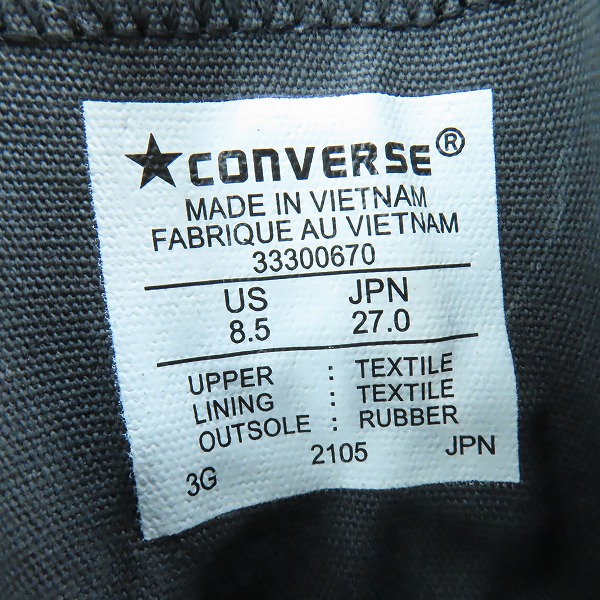 ★CONVERSE®
MADE IN VIETNAM
FABRIQUE AU VIETNAM
33300670
US JPN
8.5 27.0
UPPER : TEXTILE
LINING : TEXTILE
OUTSOLE : RUBBER
3G 2105 JPN